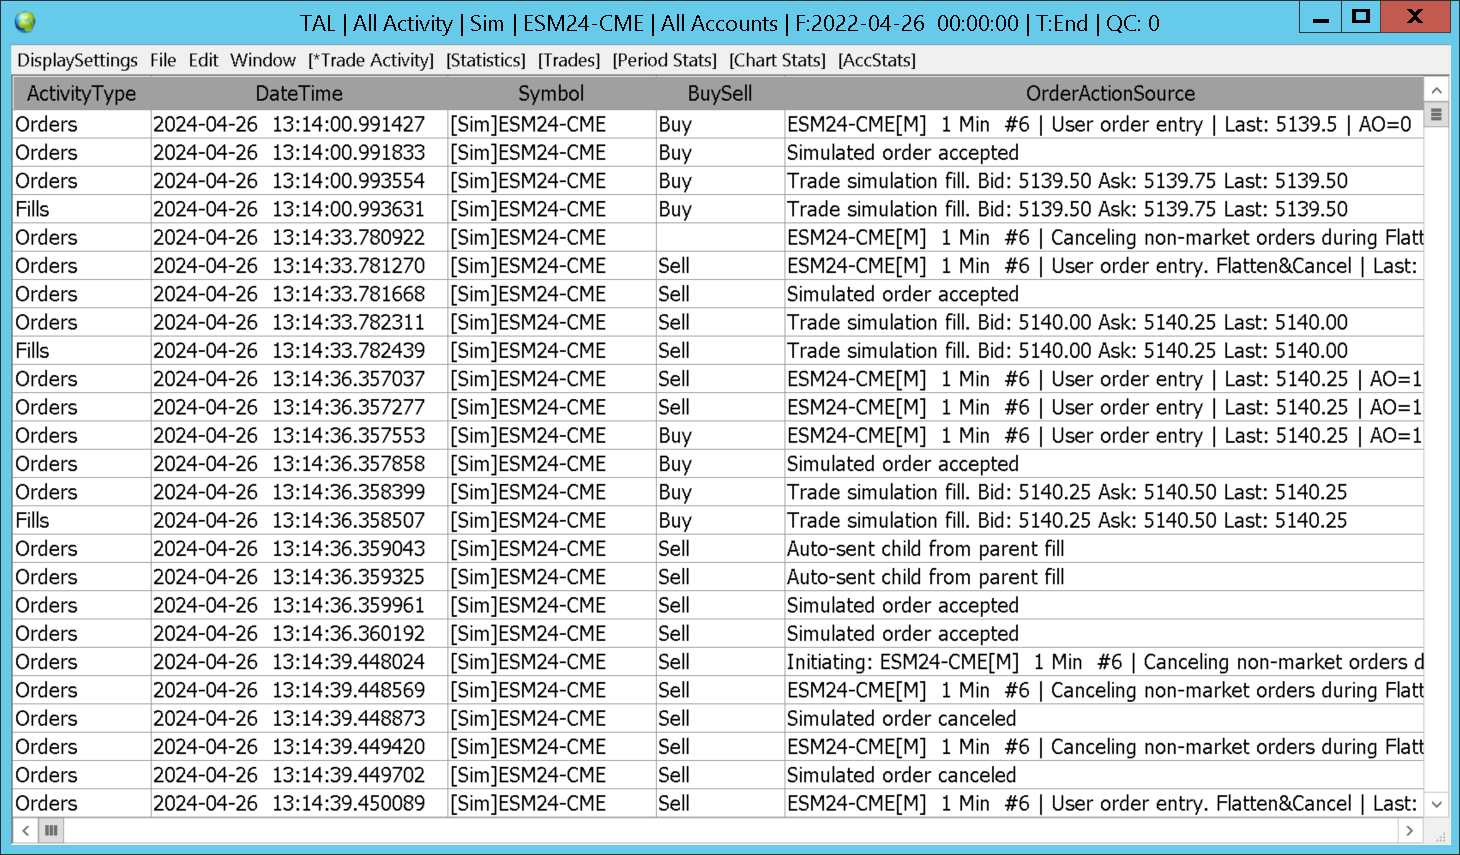 TAL | All Activity | Sim | ESM24-CME | All Accounts | F:2022-04-26  00:00:00 | T:End | QC: 0
DisplaySettings File Edit Window [*Trade Activity] [Statistics] [Trades] [Period Stats] [Chart Stats] [AccStats]
ActivityType DateTime Symbol BuySell OrderActionSource
Orders 2024-04-26 13:14:00.991427 [Sim]ESM24-CME Buy ESM24-CME[M] 1 Min #6 | User order entry | Last: 5139.5 | AO=0
Orders 2024-04-26 13:14:00.991833 [Sim]ESM24-CME Buy Simulated order accepted
Orders 2024-04-26 13:14:00.993554 [Sim]ESM24-CME Buy Trade simulation fill. Bid: 5139.50 Ask: 5139.75 Last: 5139.50
Fills 2024-04-26 13:14:00.993631 [Sim]ESM24-CME Buy Trade simulation fill. Bid: 5139.50 Ask: 5139.75 Last: 5139.50
Orders 2024-04-26 13:14:33.780922 [Sim]ESM24-CME ESM24-CME[M] 1 Min #6 | Canceling non-market orders during Flatt
Orders 2024-04-26 13:14:33.781270 [Sim]ESM24-CME Sell ESM24-CME[M] 1 Min #6 | User order entry. Flatten&Cancel | Last:
Orders 2024-04-26 13:14:33.781668 [Sim]ESM24-CME Sell Simulated order accepted
Orders 2024-04-26 13:14:33.782311 [Sim]ESM24-CME Sell Trade simulation fill. Bid: 5140.00 Ask: 5140.25 Last: 5140.00
Fills 2024-04-26 13:14:33.782439 [Sim]ESM24-CME Sell Trade simulation fill. Bid: 5140.00 Ask: 5140.25 Last: 5140.00
Orders 2024-04-26 13:14:36.357037 [Sim]ESM24-CME Sell ESM24-CME[M] 1 Min #6 | User order entry | Last: 5140.25 | AO=1
Orders 2024-04-26 13:14:36.357277 [Sim]ESM24-CME Sell ESM24-CME[M] 1 Min #6 | User order entry | Last: 5140.25 | AO=1
Orders 2024-04-26 13:14:36.357553 [Sim]ESM24-CME Buy ESM24-CME[M] 1 Min #6 | User order entry | Last: 5140.25 | AO=1
Orders 2024-04-26 13:14:36.357858 [Sim]ESM24-CME Buy Simulated order accepted
Orders 2024-04-26 13:14:36.358399 [Sim]ESM24-CME Buy Trade simulation fill. Bid: 5140.25 Ask: 5140.50 Last: 5140.25
Fills 2024-04-26 13:14:36.358507 [Sim]ESM24-CME Buy Trade simulation fill. Bid: 5140.25 Ask: 5140.50 Last: 5140.25
Orders 2024-04-26 13:14:36.359043 [Sim]ESM24-CME Sell Auto-sent child from parent fill
Orders 2024-04-26 13:14:36.359325 [Sim]ESM24-CME Sell Auto-sent child from parent fill
Orders 2024-04-26 13:14:36.359961 [Sim]ESM24-CME Sell Simulated order accepted
Orders 2024-04-26 13:14:36.360192 [Sim]ESM24-CME Sell Simulated order accepted
Orders 2024-04-26 13:14:39.448024 [Sim]ESM24-CME Sell Initiating: ESM24-CME[M] 1 Min #6 | Canceling non-market orders d
Orders 2024-04-26 13:14:39.448569 [Sim]ESM24-CME Sell ESM24-CME[M] 1 Min #6 | Canceling non-market orders during Flatt
Orders 2024-04-26 13:14:39.448873 [Sim]ESM24-CME Sell Simulated order canceled
Orders 2024-04-26 13:14:39.449420 [Sim]ESM24-CME Sell ESM24-CME[M] 1 Min #6 | Canceling non-market orders during Flatt
Orders 2024-04-26 13:14:39.449702 [Sim]ESM24-CME Sell Simulated order canceled
Orders 2024-04-26 13:14:39.450089 [Sim]ESM24-CME Sell ESM24-CME[M] 1 Min #6 | User order entry. Flatten&Cancel | Last: